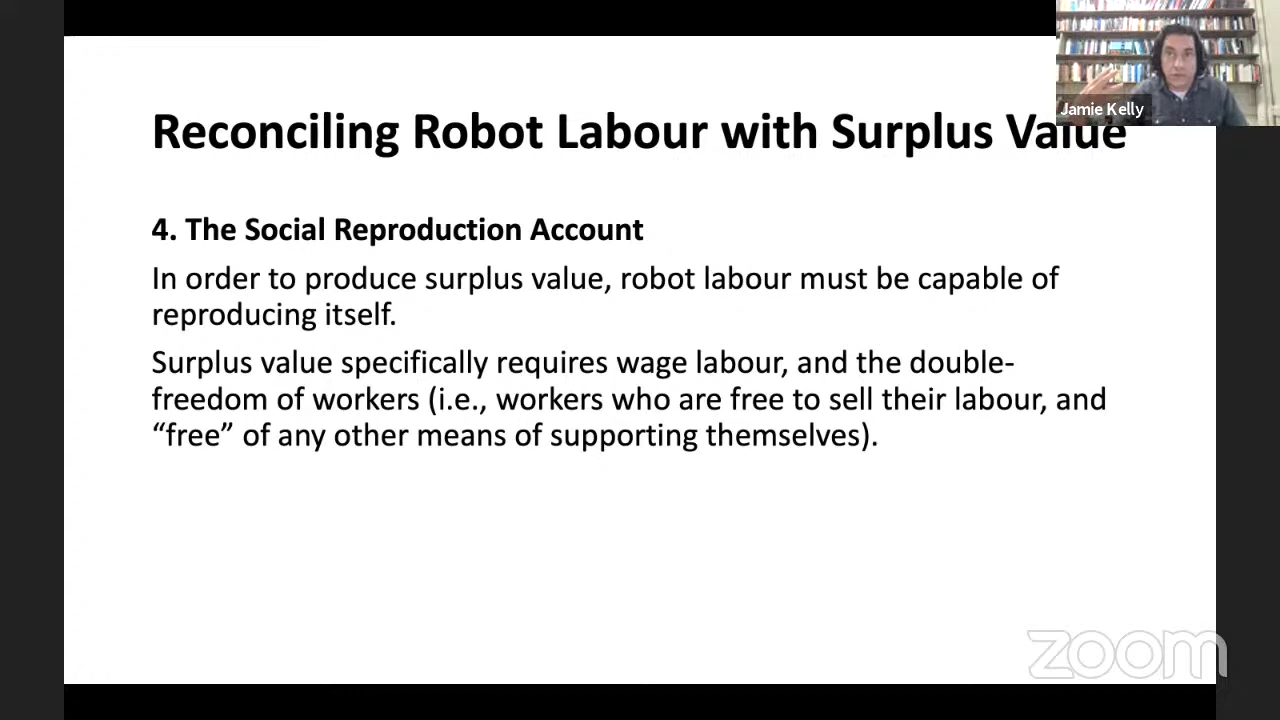 Jamie Kelly
Reconciling Robot Labour with Surplus Value
4. The Social Reproduction Account
In order to produce surplus value, robot labour must be capable of
reproducing itself.
Surplus value specifically requires wage labour, and the double-
freedom of workers (i.e., workers who are free to sell their labour, and
“free” of any other means of supporting themselves).
zoom